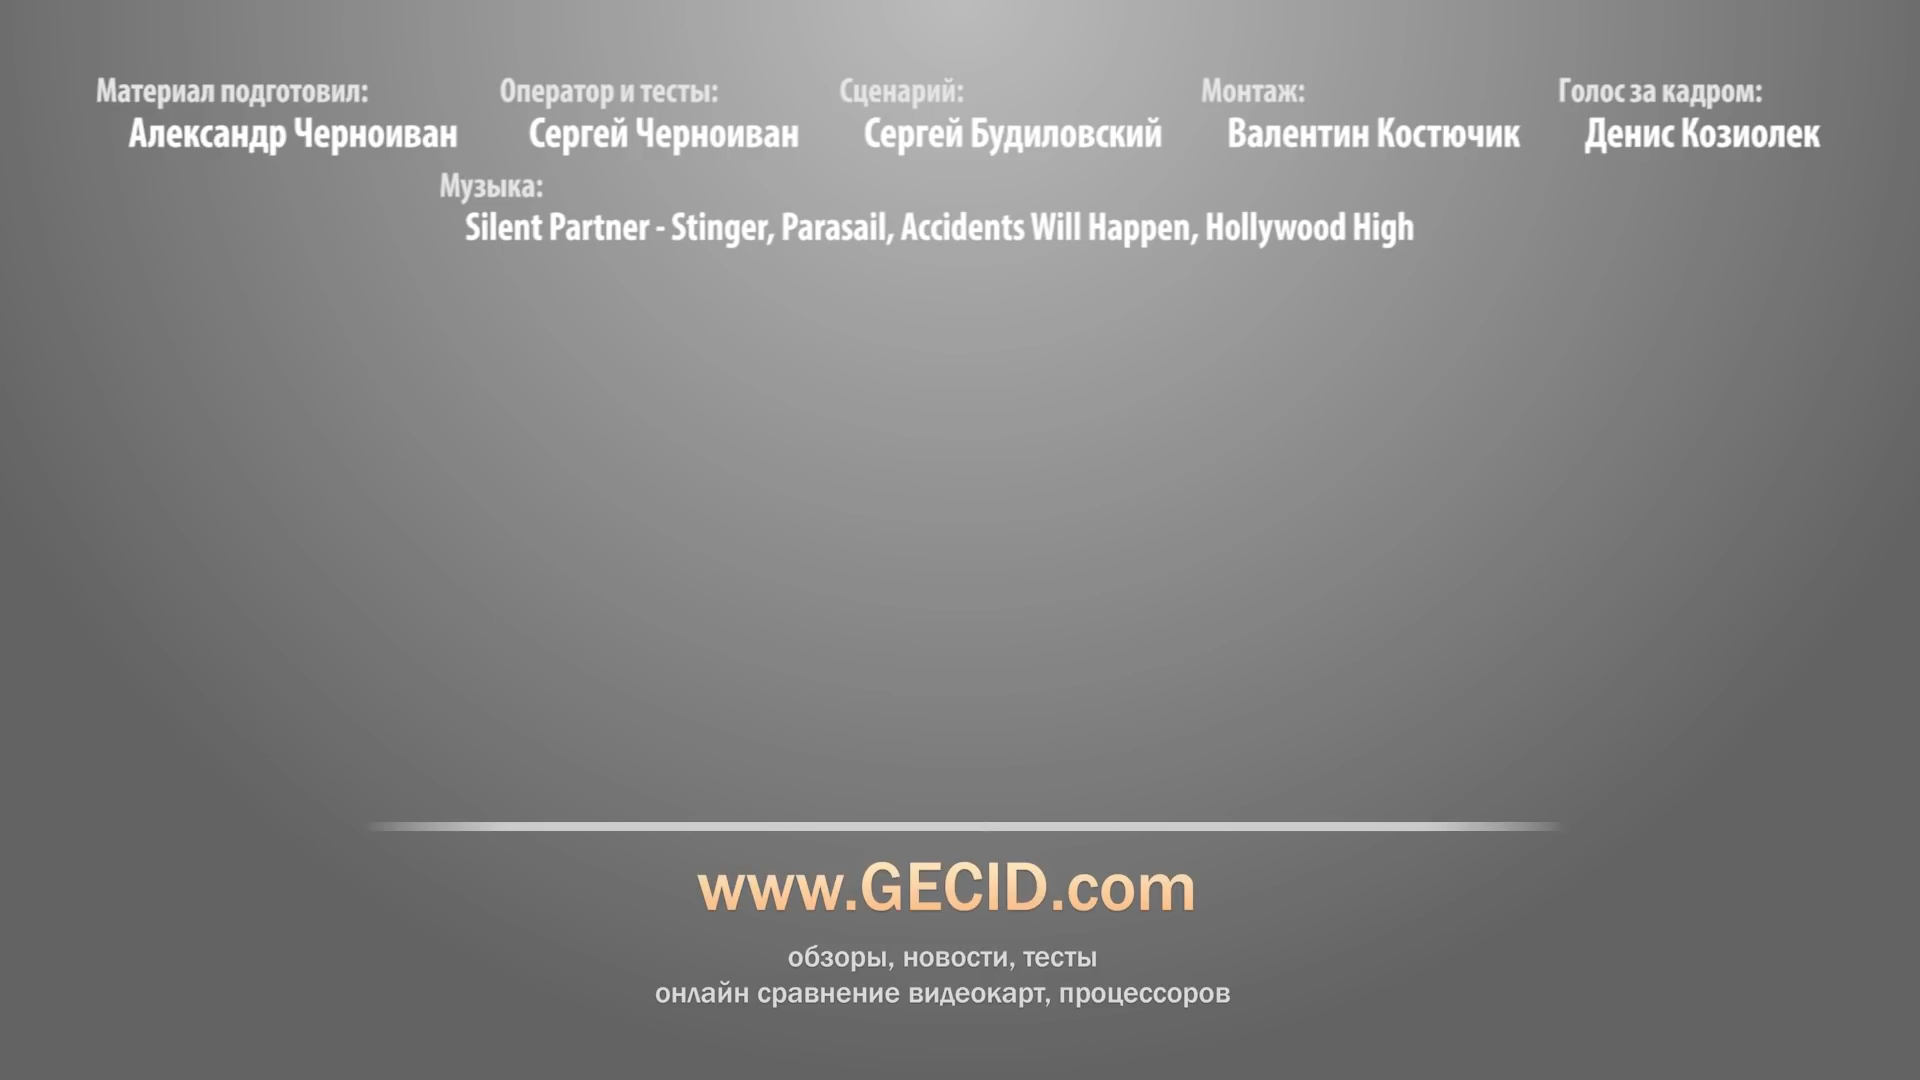 Материал подготовил: Оператор и тесты: Сценарий: Монтаж: Голос за кадром:
Александр Черноиван Сергей Черноиван Сергей Будиловский Валентин Костючик Денис Козиолек
Музыка:
Silent Partner - Stinger, Parasail, Accidents Will Happen, Hollywood High
www.GECID.com
обзоры, новости, тесты
онлайн сравнение видеокарт, процессоров